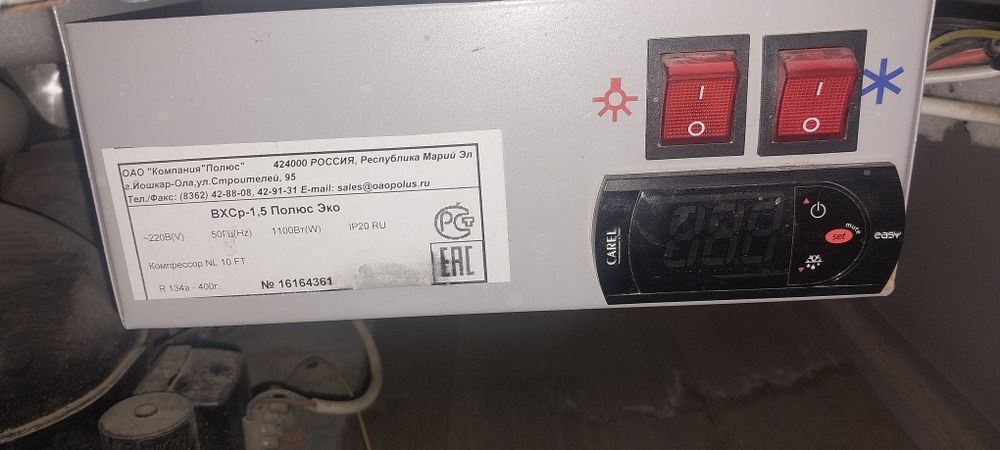 ОАО "Компания"Полюс" 424000 РОССИЯ, Республика Марий Эл
г.Йошкар-Ола,ул.Строителей, 95
Тел./Факс: (8362) 42-88-08, 42-91-31 E-mail: sales@oaopolus.ru
ВХСр-1,5 Полюс Эко
~220В(V) 50Гц(Hz) 1100Вт(W) IP20 RU
Компрессор NL 10 FT
R 134a - 400г. № 16164361
РСТ
EAC
I
O
I
O
CAREL
set
mute
easy